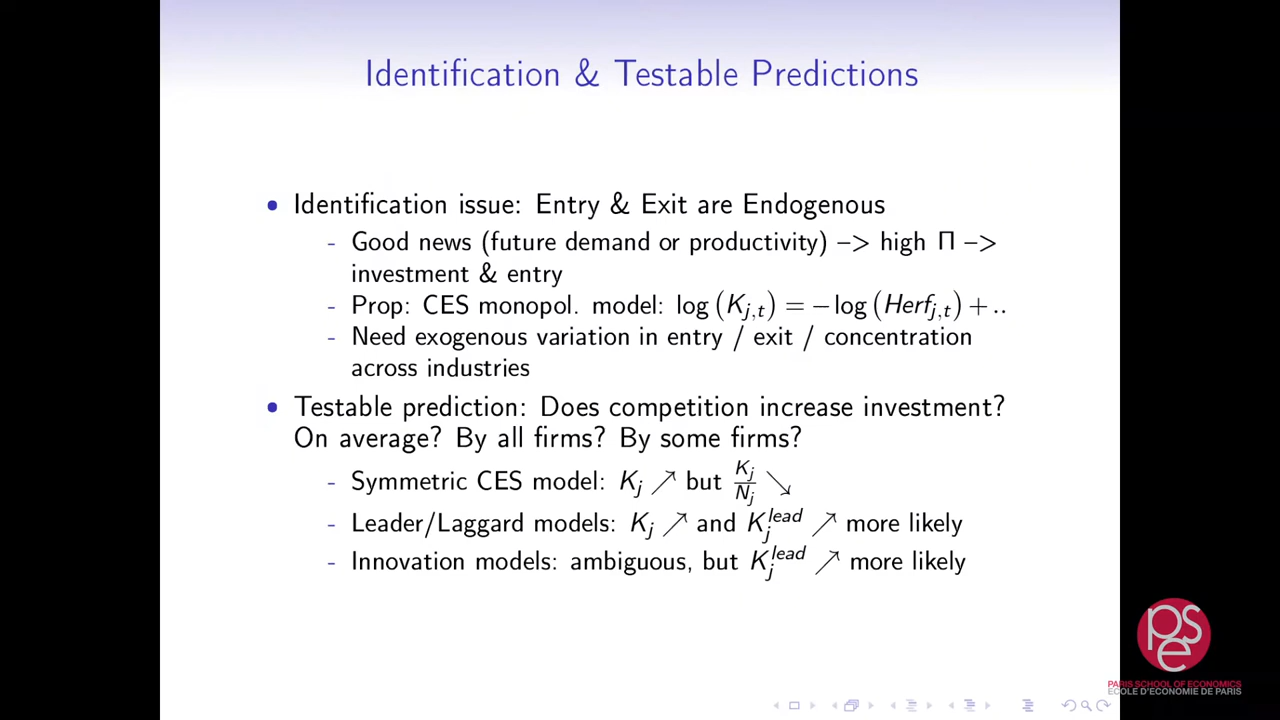 Identification & Testable Predictions
• Identification issue: Entry & Exit are Endogenous
- Good news (future demand or productivity) –> high Π –>
investment & entry
- Prop: CES monopol. model: log (K_{j,t}) = − log (Herf_{j,t}) + ..
- Need exogenous variation in entry / exit / concentration
across industries
• Testable prediction: Does competition increase investment?
On average? By all firms? By some firms?
- Symmetric CES model: K_j ↗ but K_j/N_j ↘
- Leader/Laggard models: K_j ↗ and K_j^{lead} ↗ more likely
- Innovation models: ambiguous, but K_j^{lead} ↗ more likely
pse
PARIS SCHOOL OF ECONOMICS
ECOLE D'ECONOMIE DE PARIS